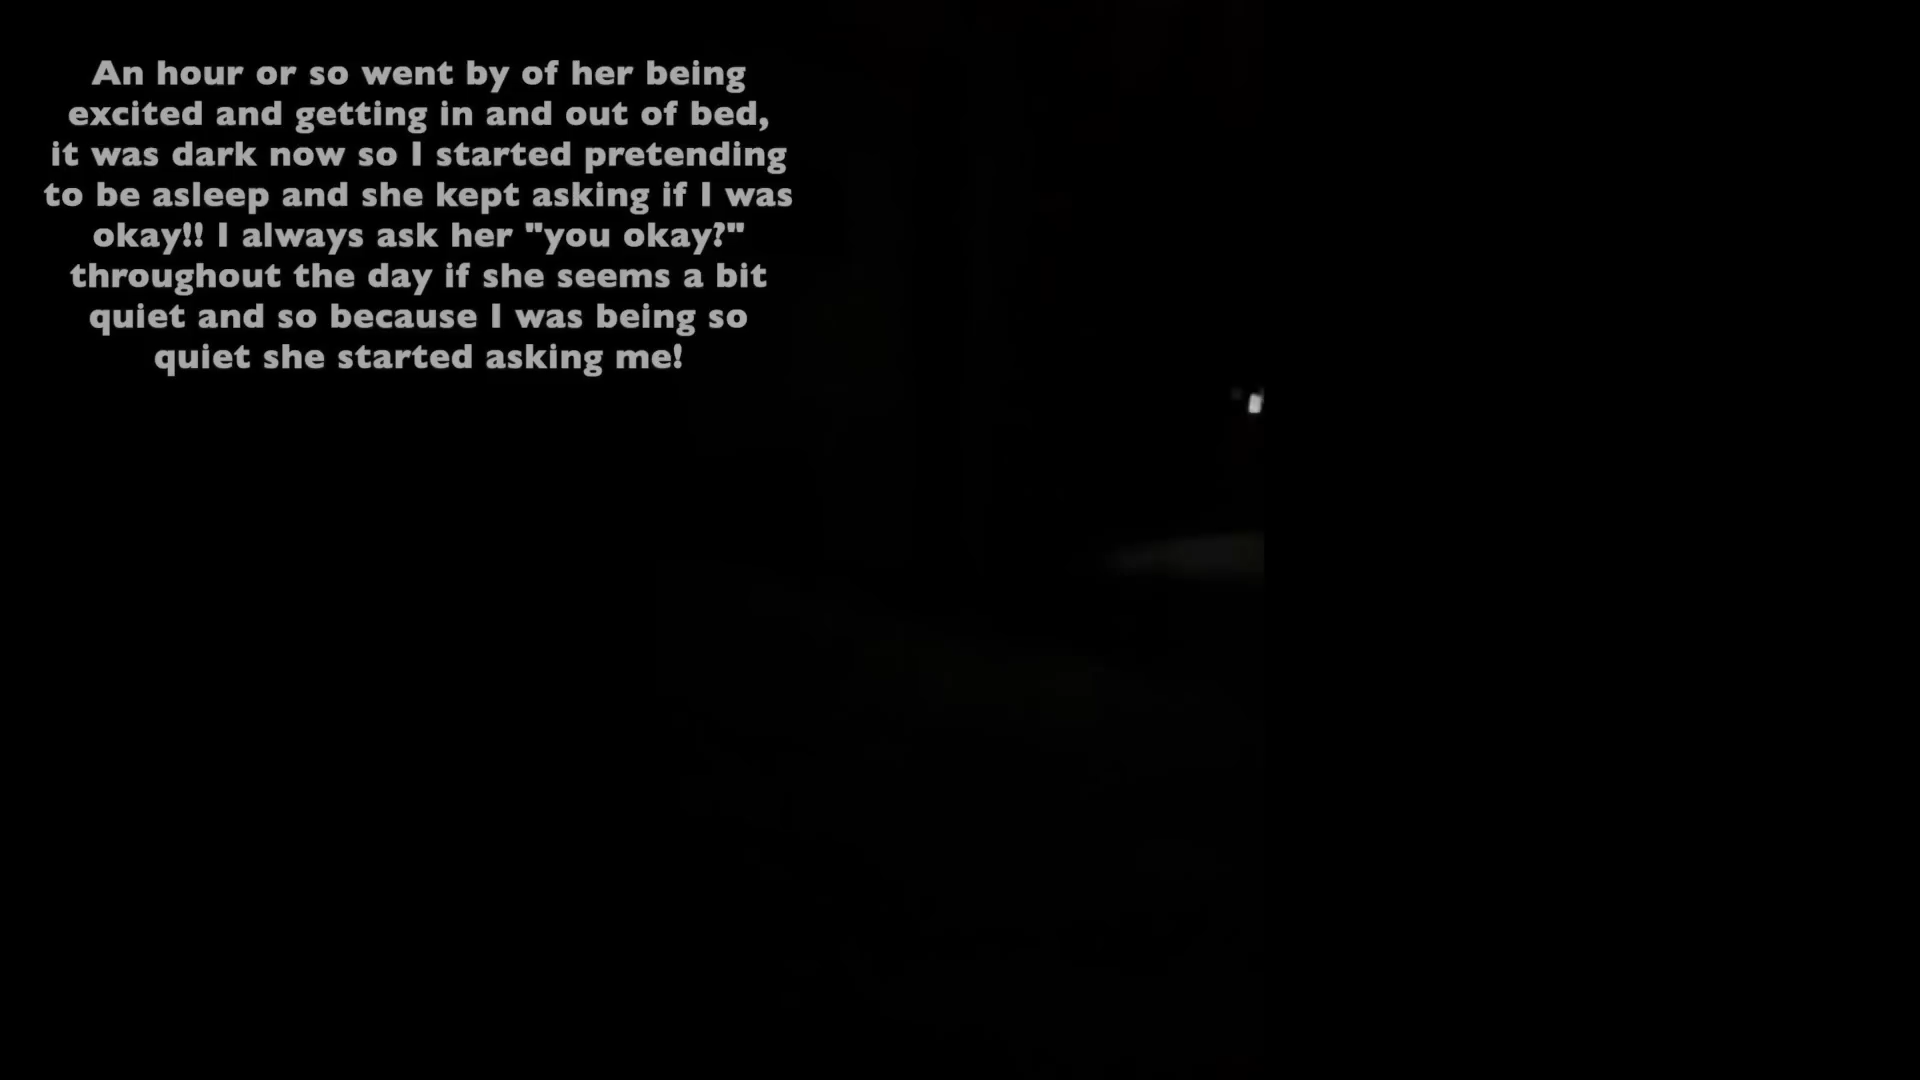 An hour or so went by of her being
excited and getting in and out of bed,
it was dark now so I started pretending
to be asleep and she kept asking if I was
okay!! I always ask her "you okay?"
throughout the day if she seems a bit
quiet and so because I was being so
quiet she started asking me!